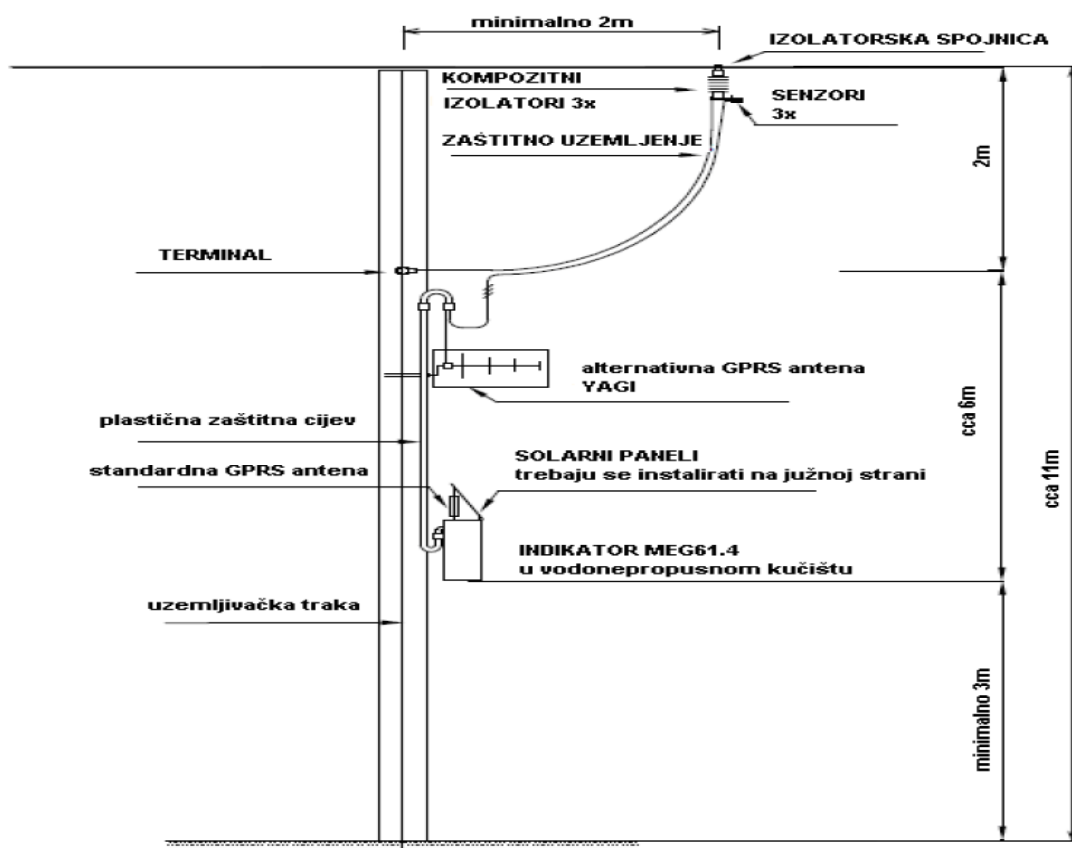 minimalno 2m
IZOLATORSKA SPOJNICA
KOMPOZITNI
IZOLATORI 3x
SENZORI
3x
ZAŠTITNO UZEMLJENJE
2m
TERMINAL
alternativna GPRS antena
YAGI
cca 6m
cca 11m
plastična zaštitna cijev
standardna GPRS antena
SOLARNI PANELI
trebaju se instalirati na južnoj strani
INDIKATOR MEG61.4
u vodonepropusnom kučištu
uzemljivačka traka
minimalno 3m